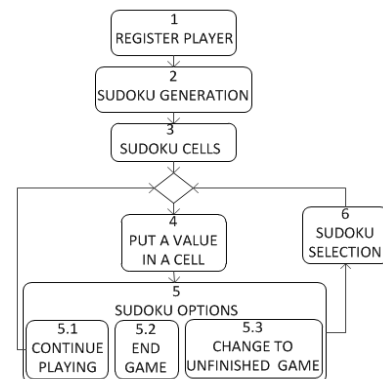 1
REGISTER PLAYER
2
SUDOKU GENERATION
3
SUDOKU CELLS
4
PUT A VALUE
IN A CELL
6
SUDOKU
SELECTION
5
SUDOKU OPTIONS
5.1
CONTINUE
PLAYING
5.2
END
GAME
5.3
CHANGE TO
UNFINISHED GAME